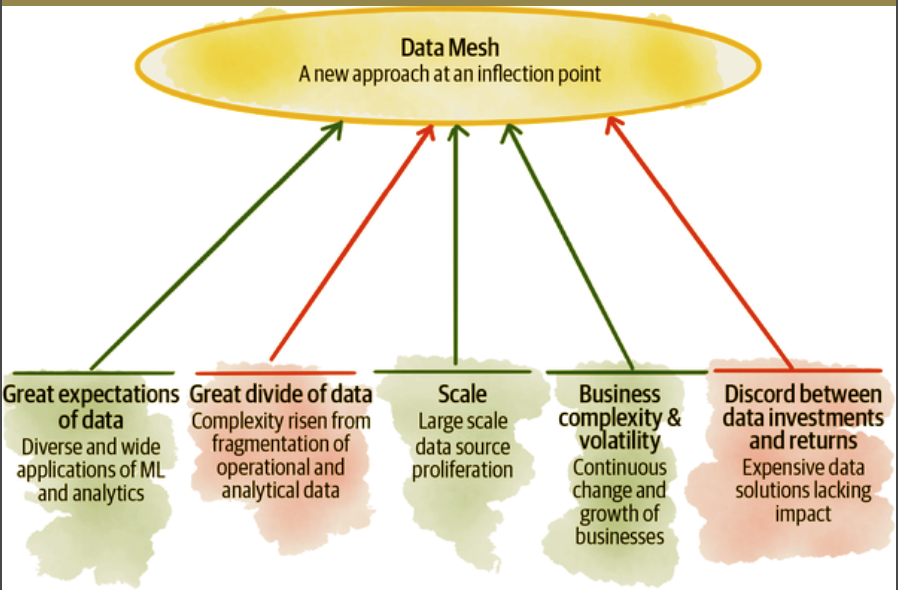 Data Mesh
A new approach at an inflection point
Great expectations
of data
Diverse and wide
applications of ML
and analytics
Great divide of data
Complexity risen from
fragmentation of
operational and
analytical data
Scale
Large scale
data source
proliferation
Business
complexity &
volatility
Continuous
change and
growth of
businesses
Discord between
data investments
and returns
Expensive data
solutions lacking
impact